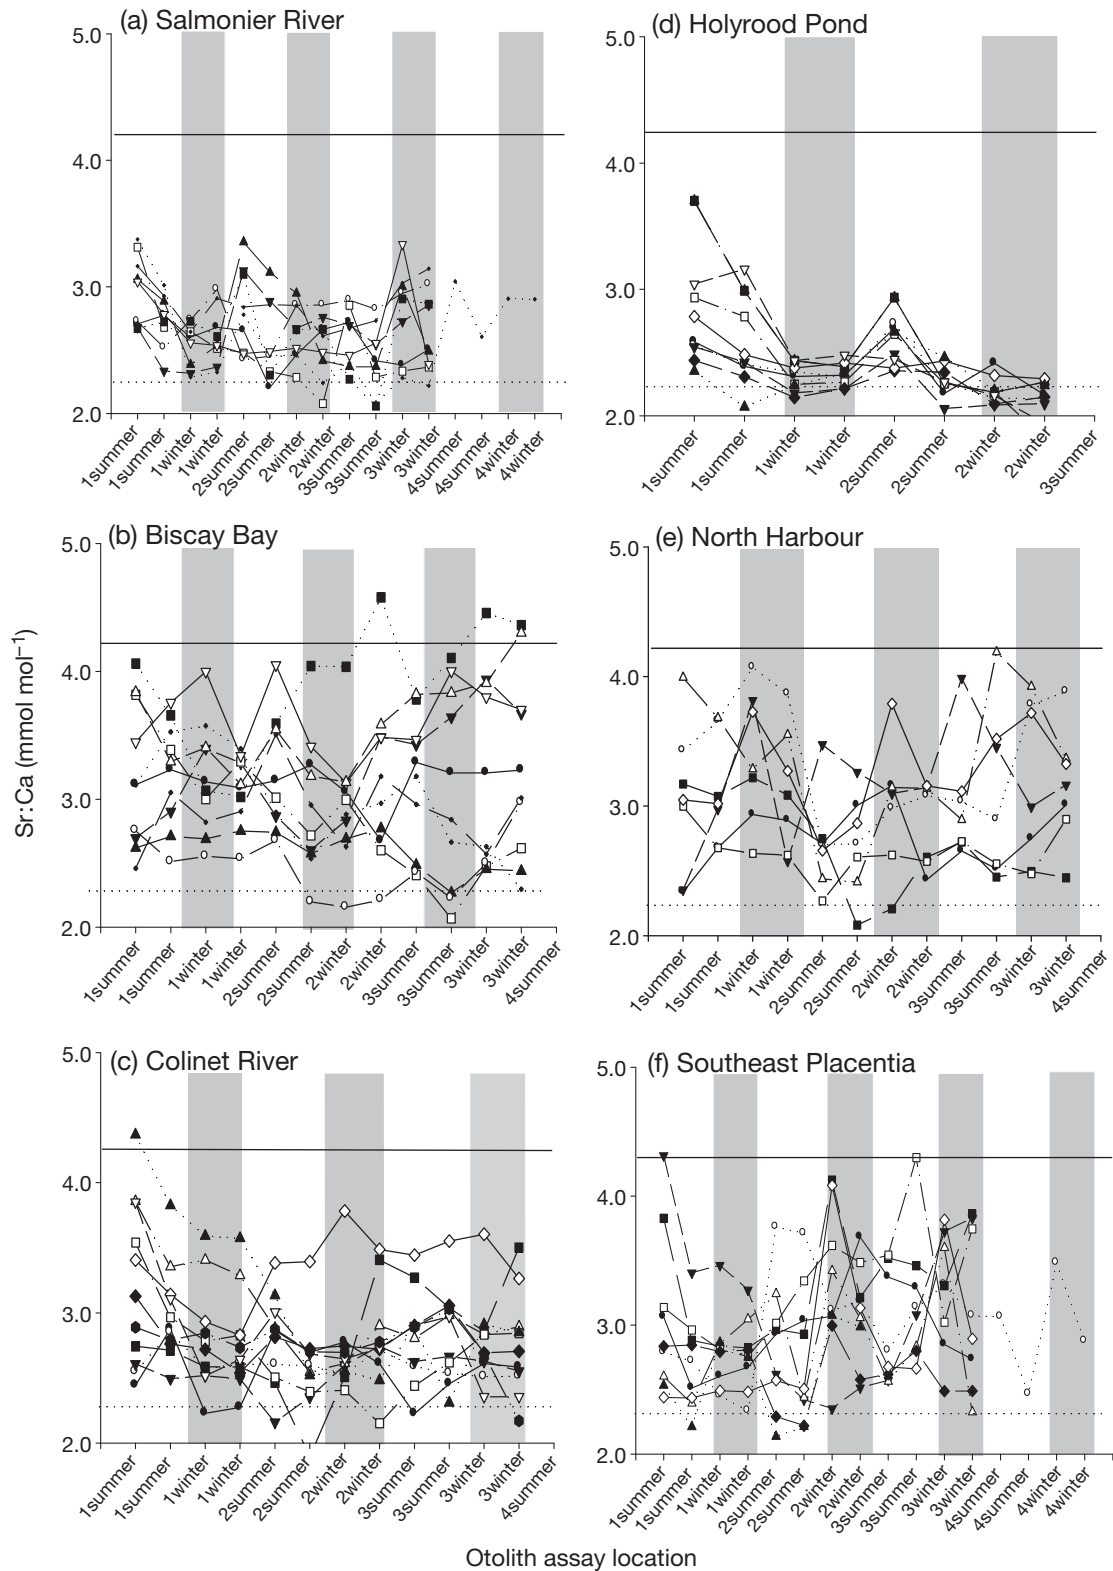 (a) Salmonier River
5.0
4.0
3.0
2.0
1summer
1summer
1winter
1winter
2summer
2summer
2winter
2winter
3summer
3summer
3winter
3winter
4summer
4summer
4winter
4winter
(d) Holyrood Pond
5.0
4.0
3.0
2.0
1summer
1summer
1winter
1winter
2summer
2summer
2winter
2winter
3summer
(b) Biscay Bay
5.0
4.0
3.0
2.0
1summer
1summer
1winter
1winter
2summer
2summer
2winter
2winter
3summer
3summer
3winter
3winter
4summer
(e) North Harbour
5.0
4.0
3.0
2.0
1summer
1summer
1winter
1winter
2summer
2summer
2winter
2winter
3summer
3summer
3winter
3winter
4summer
Sr:Ca (mmol mol⁻¹)
(c) Colinet River
5.0
4.0
3.0
2.0
1summer
1summer
1winter
1winter
2summer
2summer
2winter
2winter
3summer
3summer
3winter
3winter
4summer
(f) Southeast Placentia
5.0
4.0
3.0
2.0
1summer
1summer
1winter
1winter
2summer
2summer
2winter
2winter
3summer
3summer
3winter
3winter
4summer
4summer
4winter
4winter
Otolith assay location